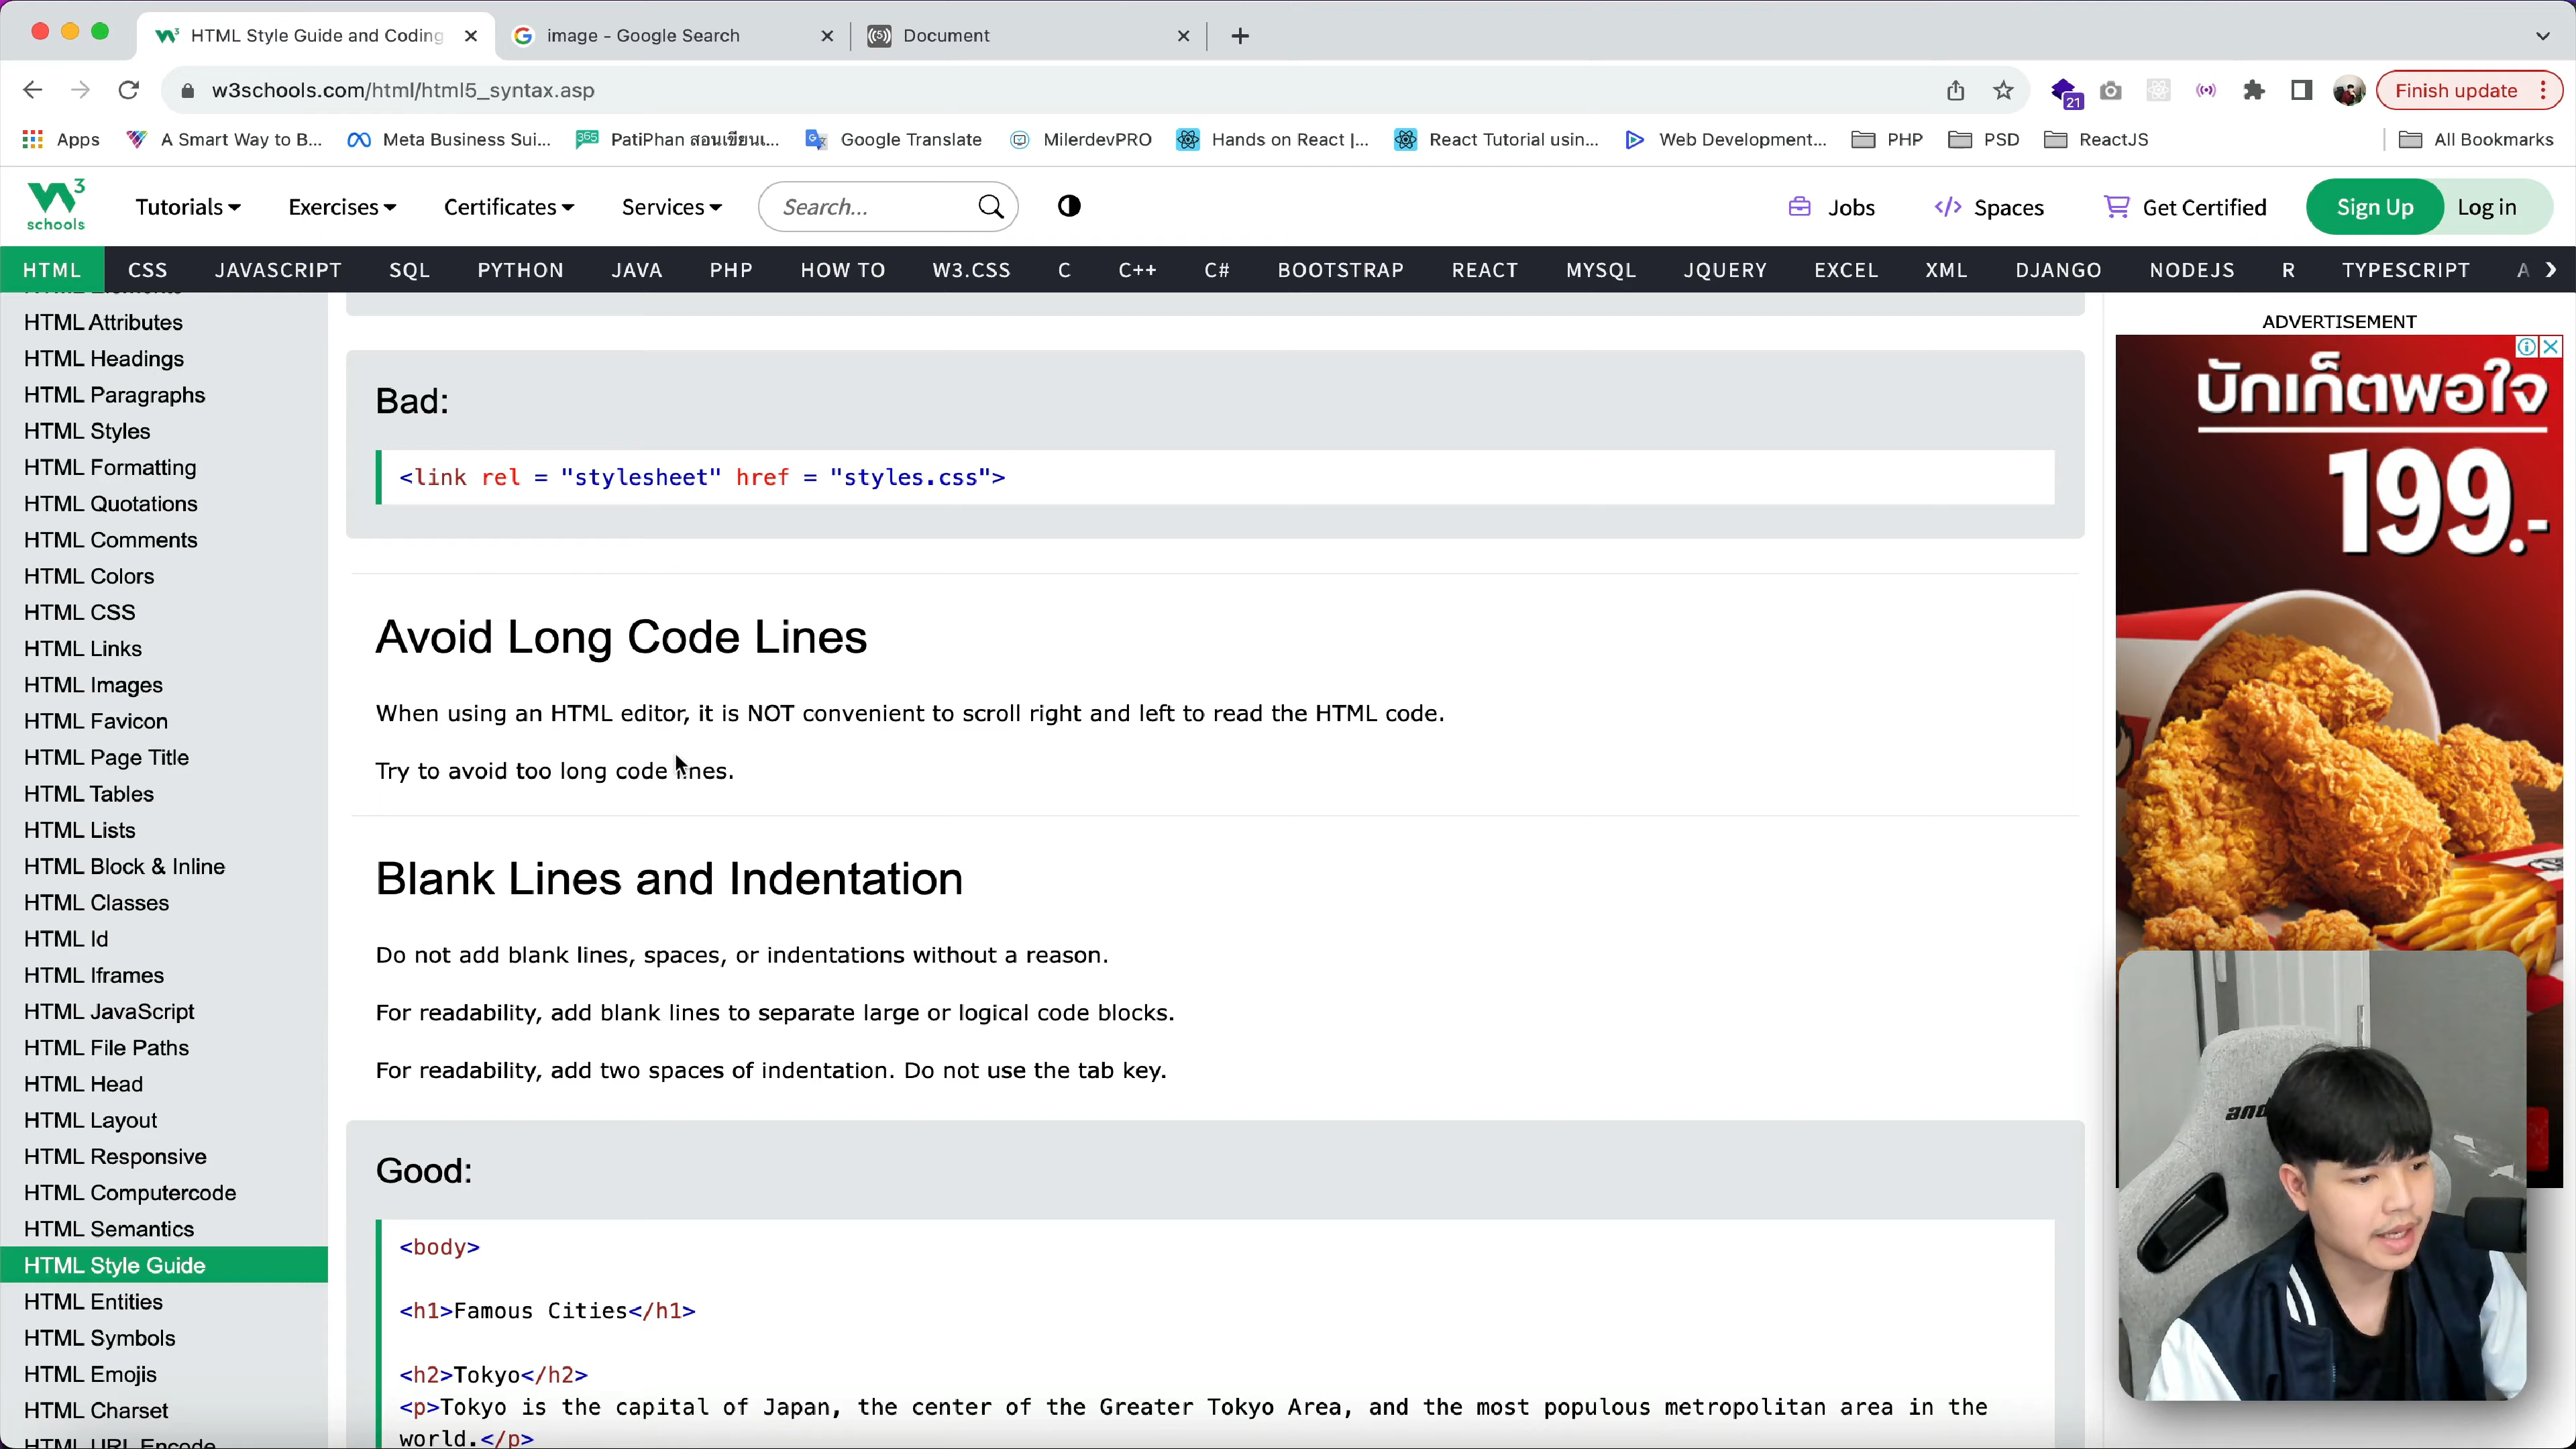 HTML Style Guide and Coding
image - Google Search
Document
w3schools.com/html/html5_syntax.asp
21
Finish update
Apps
A Smart Way to B...
Meta Business Sui...
365
PatiPhan สอนเขียนเ...
Google Translate
MilerdevPRO
Hands on React |...
React Tutorial usin...
Web Development...
PHP
PSD
ReactJS
All Bookmarks
W3
schools
Tutorials
Exercises
Certificates
Services
Search...
Jobs
Spaces
Get Certified
Sign Up
Log in
HTML CSS JAVASCRIPT SQL PYTHON JAVA PHP HOW TO W3.CSS C C++ C# BOOTSTRAP REACT MYSQL JQUERY EXCEL XML DJANGO NODEJS R TYPESCRIPT A
HTML Elements
HTML Attributes
HTML Headings
HTML Paragraphs
HTML Styles
HTML Formatting
HTML Quotations
HTML Comments
HTML Colors
HTML CSS
HTML Links
HTML Images
HTML Favicon
HTML Page Title
HTML Tables
HTML Lists
HTML Block & Inline
HTML Classes
HTML Id
HTML Iframes
HTML JavaScript
HTML File Paths
HTML Head
HTML Layout
HTML Responsive
HTML Computercode
HTML Semantics
HTML Style Guide
HTML Entities
HTML Symbols
HTML Emojis
HTML Charset
HTML URL Encode
Bad:
<link rel = "stylesheet" href = "styles.css">
Avoid Long Code Lines
When using an HTML editor, it is NOT convenient to scroll right and left to read the HTML code.
Try to avoid too long code lines.
Blank Lines and Indentation
Do not add blank lines, spaces, or indentations without a reason.
For readability, add blank lines to separate large or logical code blocks.
For readability, add two spaces of indentation. Do not use the tab key.
Good:
<body>
<h1>Famous Cities</h1>
<h2>Tokyo</h2>
<p>Tokyo is the capital of Japan, the center of the Greater Tokyo Area, and the most populous metropolitan area in the
world.</p>
ADVERTISEMENT
บักเก็ตพอใจ
199.-